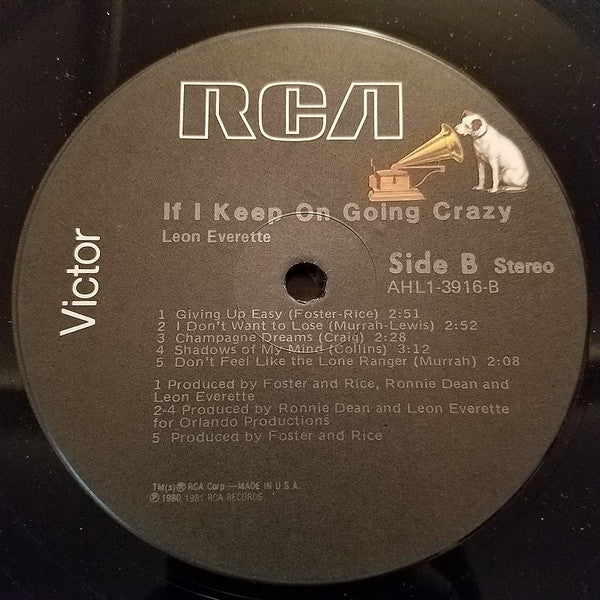 RCA
If I Keep On Going Crazy
Leon Everette
Victor
Side B Stereo
AHL1-3916-B
1 Giving Up Easy (Foster-Rice) 2:51
2 I Don't Want to Lose (Murrah-Lewis) 2:52
3 Champagne Dreams (Craig) 2:28
4 Shadows of My Mind (Collins) 3:12
5 Don't Feel Like the Lone Ranger (Murrah) 2:08
1 Produced by Foster and Rice, Ronnie Dean and
Leon Everette
2-4 Produced by Ronnie Dean and Leon Everette
for Orlando Productions
5 Produced by Foster and Rice
TM(s) ® RCA Corp.—MADE IN U.S.A.
℗ 1980, 1981 RCA RECORDS